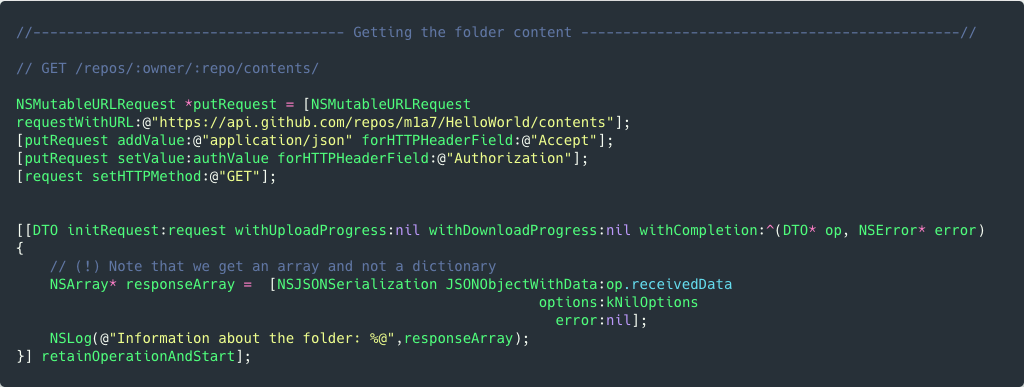 //------------------------------------- Getting the folder content ---------------------------------------------//
// GET /repos/:owner/:repo/contents/
NSMutableURLRequest *putRequest = [NSMutableURLRequest
requestWithURL:@"https://api.github.com/repos/m1a7/HelloWorld/contents"];
[putRequest addValue:@"application/json" forHTTPHeaderField:@"Accept"];
[putRequest setValue:authValue forHTTPHeaderField:@"Authorization"];
[request setHTTPMethod:@"GET"];
[[DTO initRequest:request withUploadProgress:nil withDownloadProgress:nil withCompletion:^(DTO* op, NSError* error)
{
    // (!) Note that we get an array and not a dictionary
    NSArray* responseArray =  [NSJSONSerialization JSONObjectWithData:op.receivedData
                                                              options:kNilOptions
                                                                error:nil];
    NSLog(@"Information about the folder: %@",responseArray);
}] retainOperationAndStart];